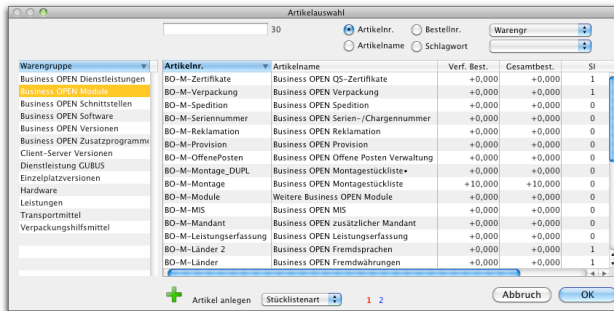 Artikelauswahl
30 Artikelnr. Bestellnr. Warengr
Artikelname Schlagwort
Warengruppe
Business OPEN Dienstleistungen
Business OPEN Module
Business OPEN Schnittstellen
Business OPEN Software
Business OPEN Versionen
Business OPEN Zusatzprogramme
Client-Server Versionen
Dienstleistung GUBUS
Einzelplatzversionen
Hardware
Leistungen
Transportmittel
Verpackungshilfsmittel
Artikelnr. Artikelname Verf. Best. Gesamtbest. Sl
BO-M-Zertifikate Business OPEN QS-Zertifikate +0,000 +0,000 1
BO-M-Verpackung Business OPEN Verpackung +0,000 +0,000 1
BO-M-Spedition Business OPEN Spedition +0,000 +0,000 0
BO-M-Seriennummer Business OPEN Serien-/Chargennummer +0,000 +0,000 0
BO-M-Reklamation Business OPEN Reklamation +0,000 +0,000 0
BO-M-Provision Business OPEN Provision +0,000 +0,000 0
BO-M-OffenePosten Business OPEN Offene Posten Verwaltung +0,000 +0,000 0
BO-M-Montage_DUPL Business OPEN Montagestückliste• +0,000 +0,000 0
BO-M-Montage Business OPEN Montagestückliste +10,000 +10,000 0
BO-M-Module Weitere Business OPEN Module +0,000 +0,000 0
BO-M-MIS Business OPEN MIS +0,000 +0,000 0
BO-M-Mandant Business OPEN zusätzlicher Mandant +0,000 +0,000 0
BO-M-Leistungserfassung Business OPEN Leistungserfassung +0,000 +0,000 0
BO-M-Länder 2 Business OPEN Fremdsprachen +0,000 +0,000 1
BO-M-Länder Business OPEN Fremdwährungen +0,000 +0,000 1
Artikel anlegen Stücklistenart 1 2 Abbruch OK